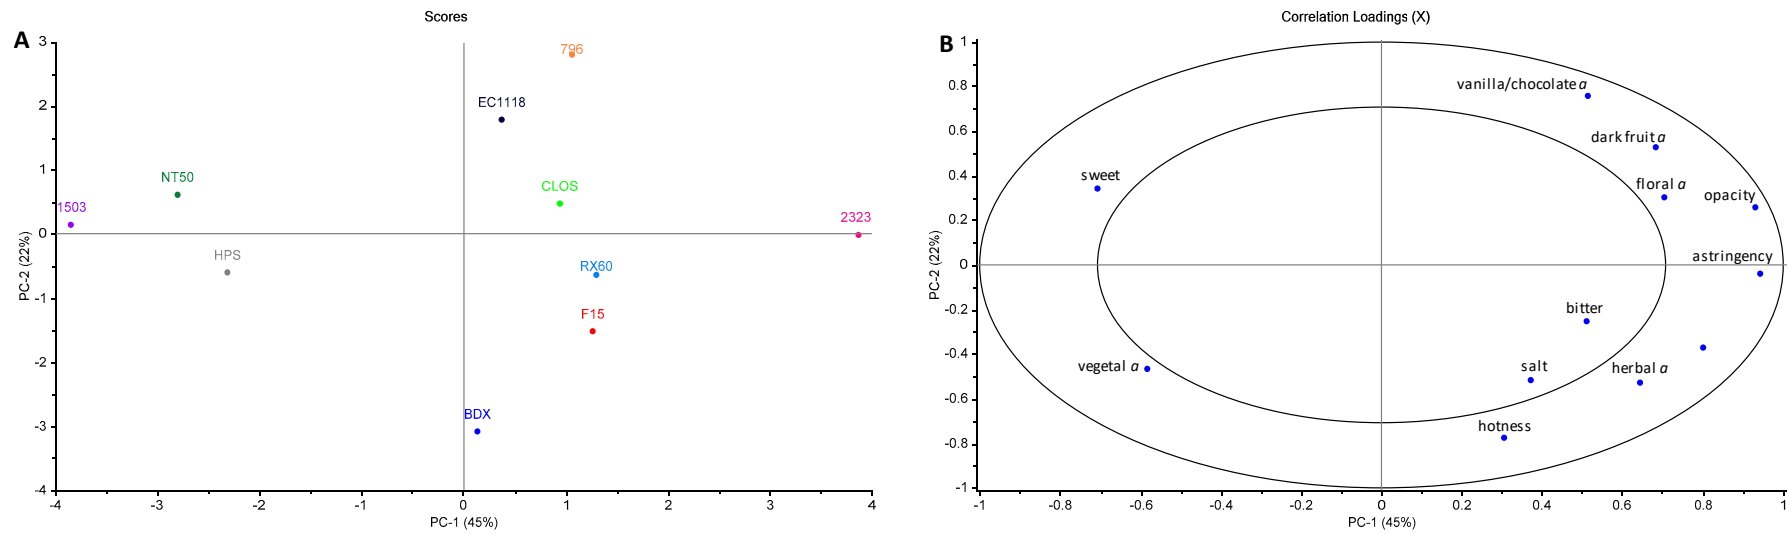 Scores
A
3
2
1
0
-1
-2
-3
-4
PC-2 (22%)
796
EC1118
NT50
CLOS
1503
2323
HPS
RX60
F15
BDX
-4
-3
-2
-1
0
1
2
3
4
PC-1 (45%)
Correlation Loadings (X)
B
1
0.8
0.6
0.4
0.2
0
-0.2
-0.4
-0.6
-0.8
-1
PC-2 (22%)
vanilla/chocolate a
dark fruit a
sweet
floral a
opacity
astringency
bitter
vegetal a
salt
herbal a
hotness
-1
-0.8
-0.6
-0.4
-0.2
0
0.2
0.4
0.6
0.8
1
PC-1 (45%)